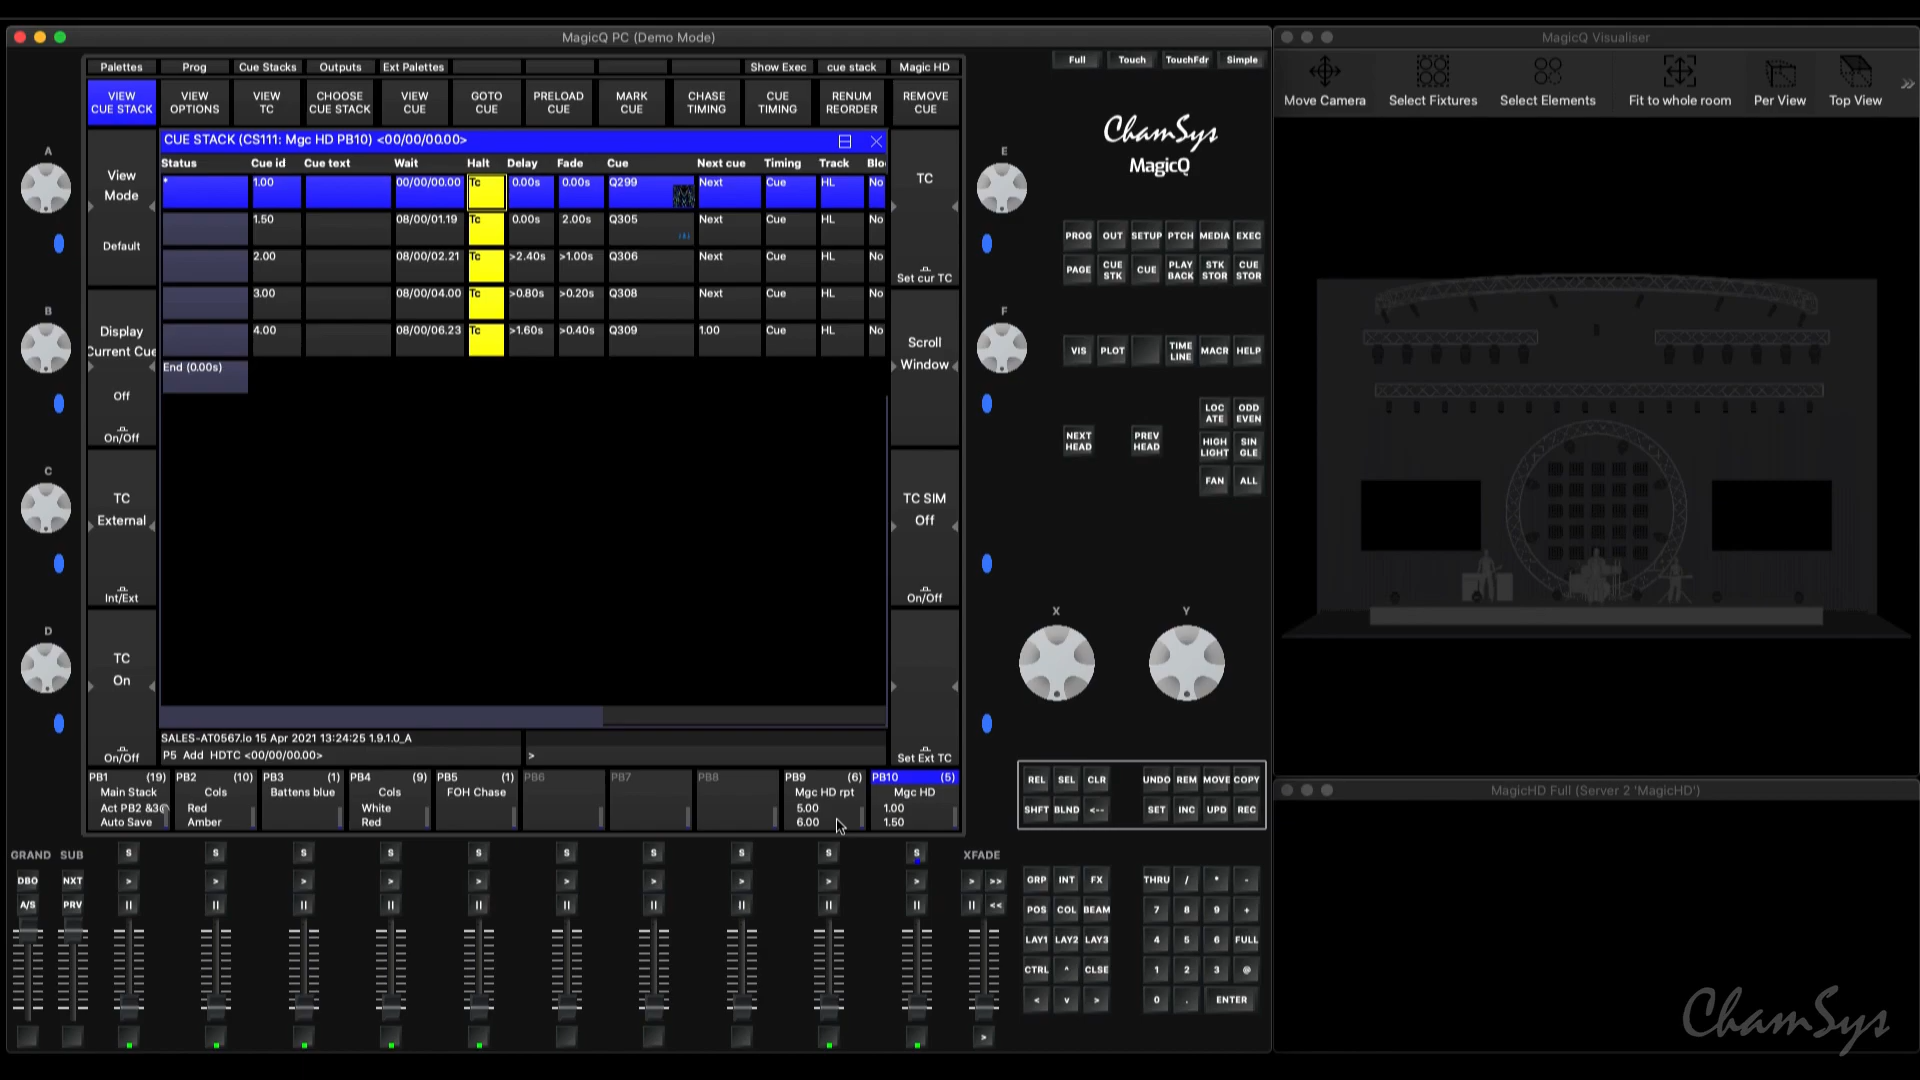 MagicQ PC (Demo Mode)
Full Touch TouchFdr Simple
Palettes Prog Cue Stacks Outputs Ext Palettes Show Exec cue stack Magic HD
VIEW CUE STACK
VIEW OPTIONS
VIEW TC
CHOOSE CUE STACK
VIEW CUE
GOTO CUE
PRELOAD CUE
MARK CUE
CHASE TIMING
CUE TIMING
RENUM REORDER
REMOVE CUE
CUE STACK (CS111: Mgc HD PB10) <00/00/00.00>
Status Cue id Cue text Wait Halt Delay Fade Cue Next cue Timing Track Blo
* 1.00 00/00/00.00 Tc 0.00s 0.00s Q299 Next Cue HL No
1.50 08/00/01.19 Tc 0.00s 2.00s Q305 Next Cue HL No
2.00 08/00/02.21 Tc >2.40s >1.00s Q306 Next Cue HL No
3.00 08/00/04.00 Tc >0.80s >0.20s Q308 Next Cue HL No
4.00 08/00/06.23 Tc >1.60s >0.40s Q309 1.00 Cue HL No
End (0.00s)
A
View
Mode
Default
B
Display
Current Cue
Off
On/Off
C
TC
External
Int/Ext
D
TC
On
On/Off
TC
Set cur TC
Scroll
Window
TC SIM
Off
On/Off
Set Ext TC
E
F
X
Y
SALES-AT0567.lo 15 Apr 2021 13:24:25 1.9.1.0_A
P5 Add HDTC <00/00/00.00>
>
PB1 (19) PB2 (10) PB3 (1) PB4 (9) PB5 (1) PB6 PB7 PB8 PB9 (6) PB10 (5)
Main Stack Cols Battens blue Cols FOH Chase Mgc HD rpt Mgc HD
Act PB2 &3@ Red White 5.00 1.00
Auto Save Amber Red 6.00 1.50
GRAND SUB S S S S S S S S S S XFADE
DBO NXT > > > > > > > > > > > >>
A/S PRV II II II II II II II II II II II <<
>
ChamSys
MagicQ
PROG OUT SETUP PTCH MEDIA EXEC
PAGE CUE STK CUE PLAY BACK STK STOR CUE STOR
VIS PLOT TIME LINE MACR HELP
LOC ATE ODD EVEN
NEXT HEAD PREV HEAD HIGH LIGHT SIN GLE
FAN ALL
REL SEL CLR UNDO REM MOVE COPY
SHFT BLND <-- SET INC UPD REC
GRP INT FX THRU / * -
POS COL BEAM 7 8 9 +
LAY1 LAY2 LAY3 4 5 6 FULL
CTRL ^ CLSE 1 2 3 @
< v > 0 . ENTER
MagicQ Visualiser
Move Camera Select Fixtures Select Elements Fit to whole room Per View Top View »
MagicHD Full (Server 2 'MagicHD')
ChamSys